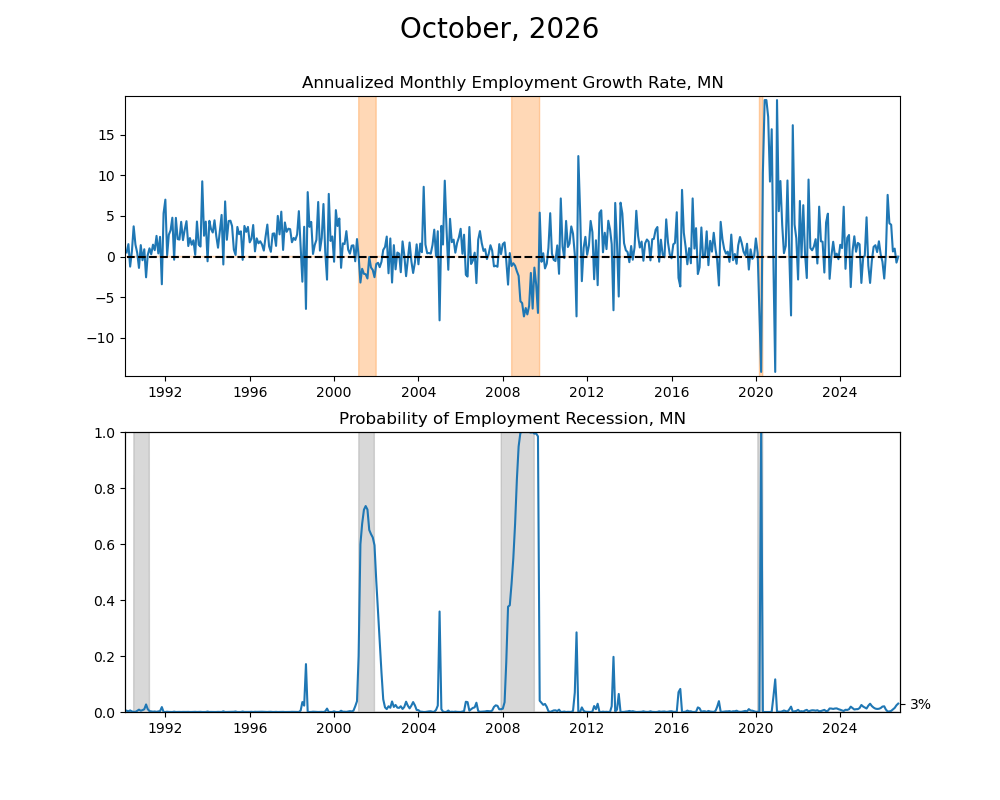 October, 2026
Annualized Monthly Employment Growth Rate, MN
15
10
5
0
−5
−10
1992 1996 2000 2004 2008 2012 2016 2020 2024
Probability of Employment Recession, MN
1.0
0.8
0.6
0.4
0.2
0.0
3%
1992 1996 2000 2004 2008 2012 2016 2020 2024